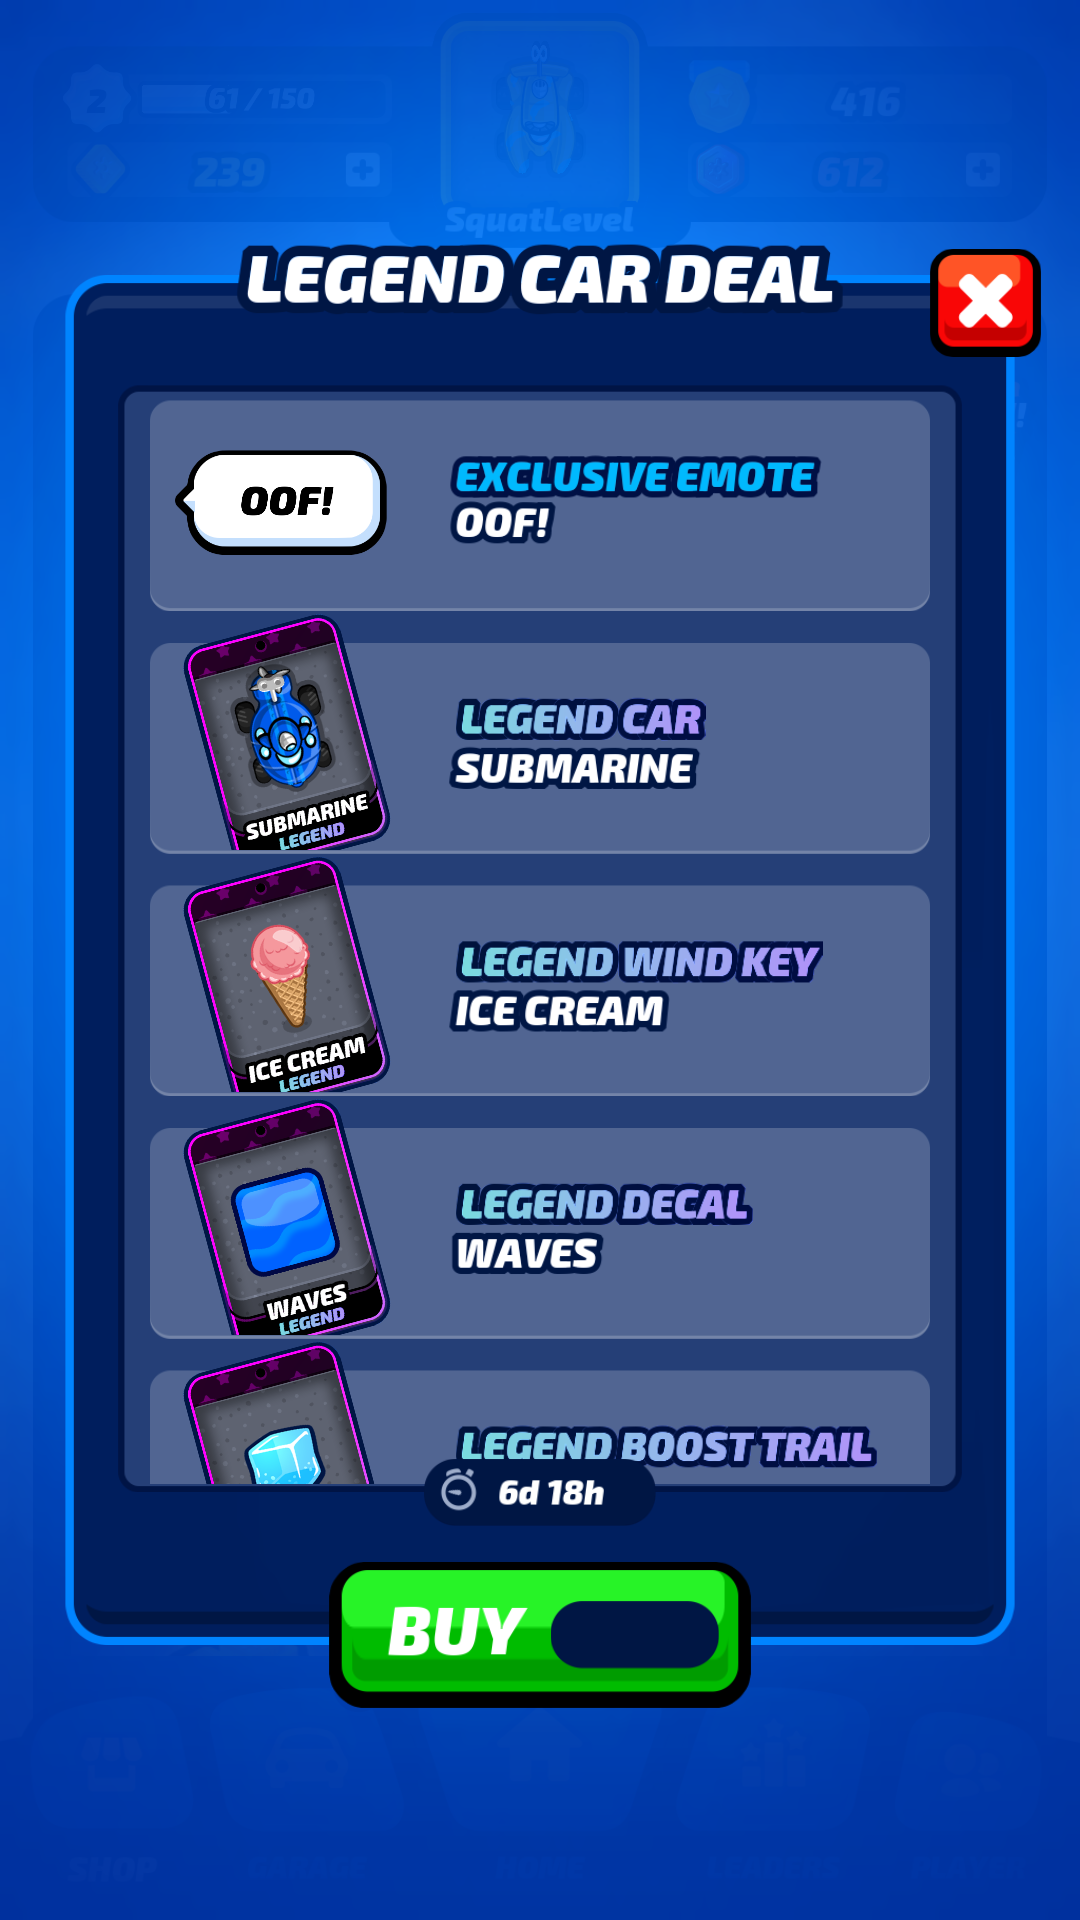 2
61 / 150
416
239
612
SquatLevel
LEGEND CAR DEAL
OOF!
EXCLUSIVE EMOTE
OOF!
SUBMARINE
LEGEND
LEGEND CAR
SUBMARINE
ICE CREAM
LEGEND
LEGEND WIND KEY
ICE CREAM
WAVES
LEGEND
LEGEND DECAL
WAVES
LEGEND BOOST TRAIL
6d 18h
BUY
SHOP